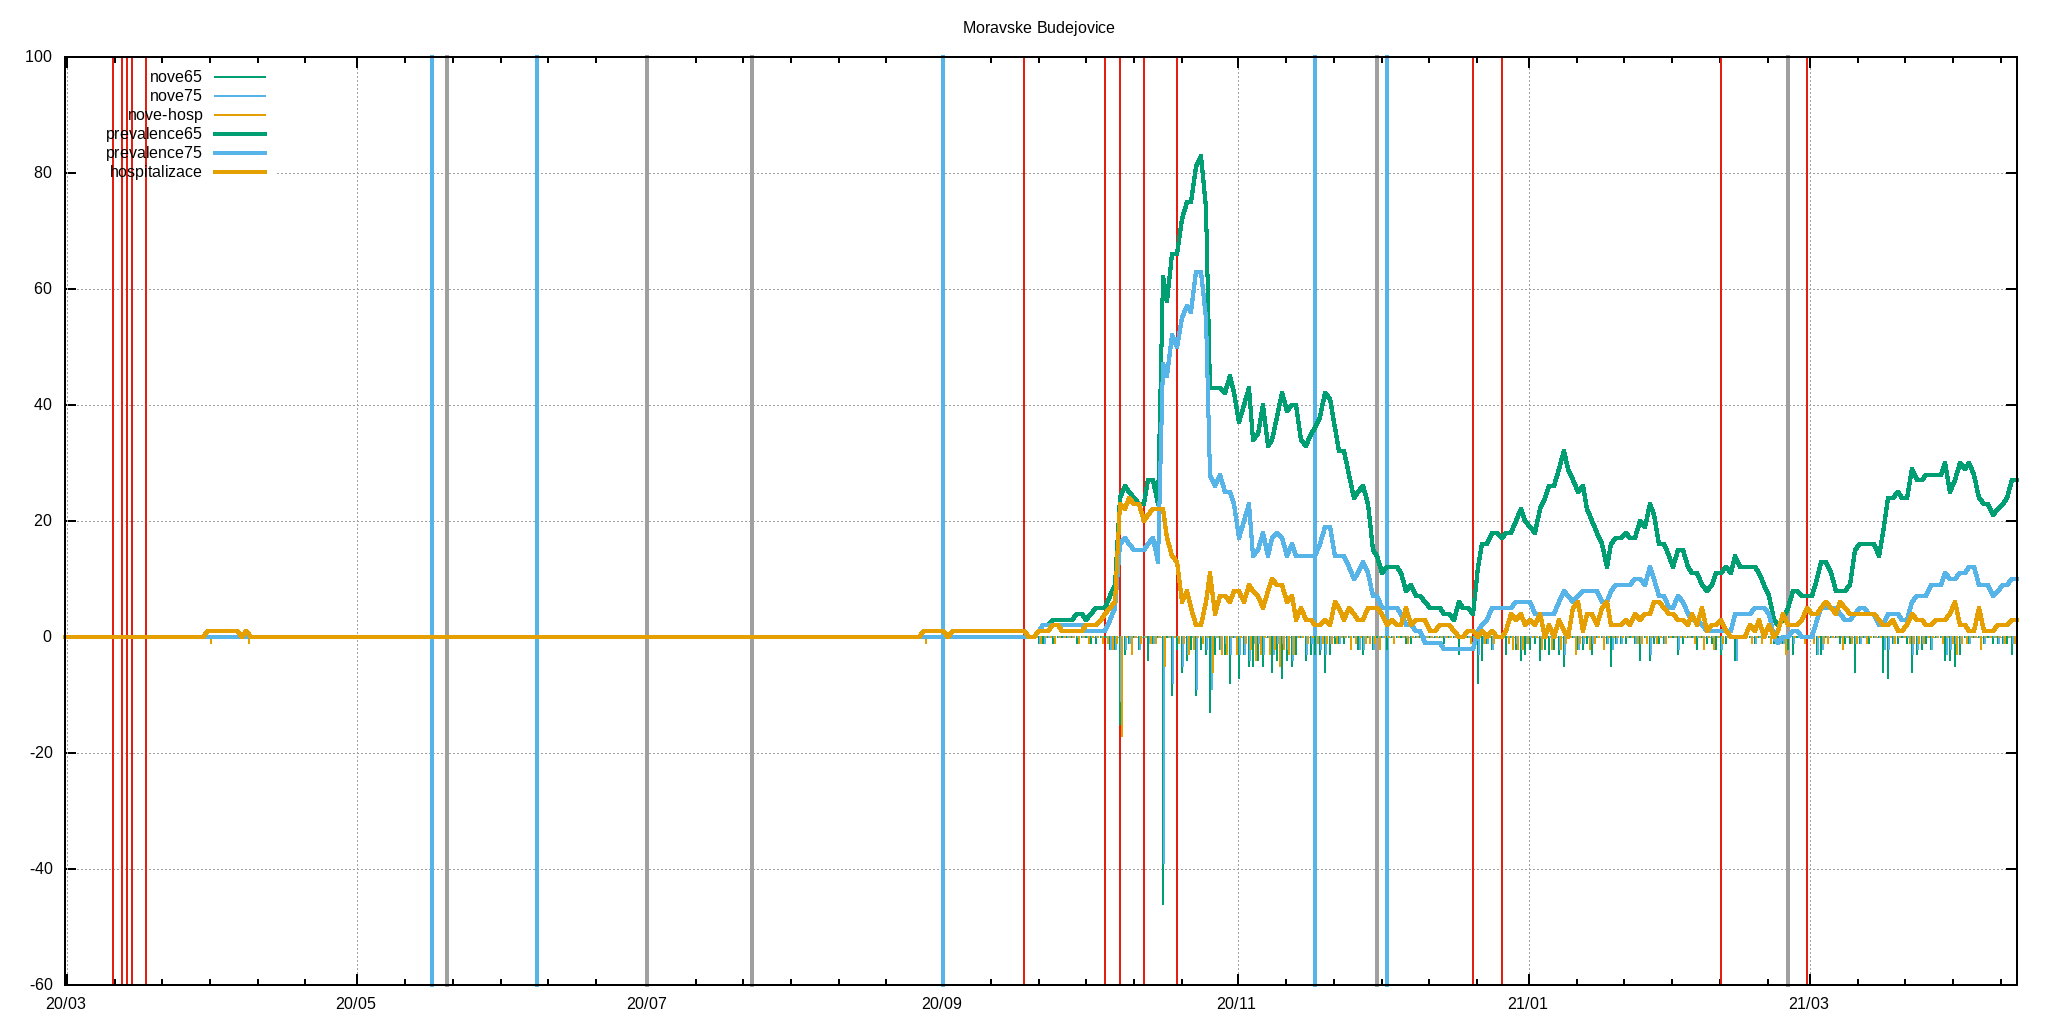 Moravske Budejovice
100
80
60
40
20
0
-20
-40
-60
nove65
nove75
nove-hosp
prevalence65
prevalence75
hospitalizace
20/03 20/05 20/07 20/09 20/11 21/01 21/03